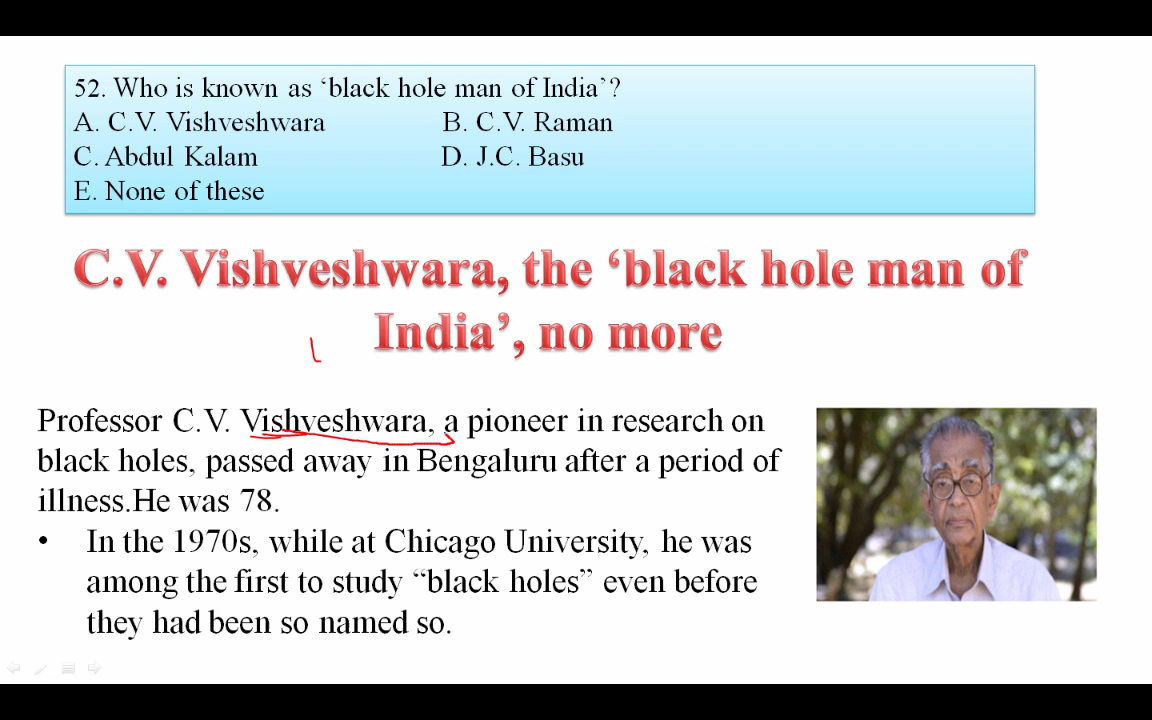 52. Who is known as ‘black hole man of India’?
A. C.V. Vishveshwara B. C.V. Raman
C. Abdul Kalam D. J.C. Basu
E. None of these
C.V. Vishveshwara, the ‘black hole man of
India’, no more
Professor C.V. Vishveshwara, a pioneer in research on
black holes, passed away in Bengaluru after a period of
illness.He was 78.
• In the 1970s, while at Chicago University, he was
among the first to study “black holes” even before
they had been so named so.